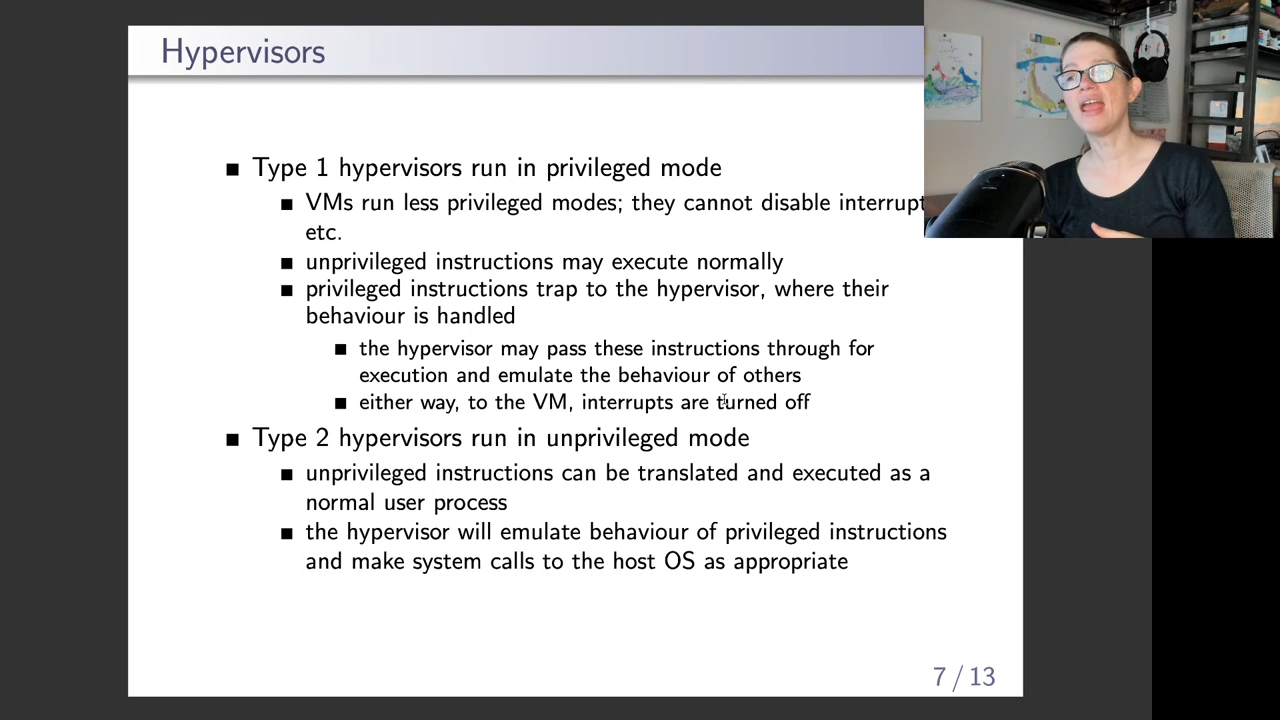 Hypervisors
■ Type 1 hypervisors run in privileged mode
■ VMs run less privileged modes; they cannot disable interrupt
etc.
■ unprivileged instructions may execute normally
■ privileged instructions trap to the hypervisor, where their
behaviour is handled
■ the hypervisor may pass these instructions through for
execution and emulate the behaviour of others
■ either way, to the VM, interrupts are turned off
■ Type 2 hypervisors run in unprivileged mode
■ unprivileged instructions can be translated and executed as a
normal user process
■ the hypervisor will emulate behaviour of privileged instructions
and make system calls to the host OS as appropriate
7 / 13